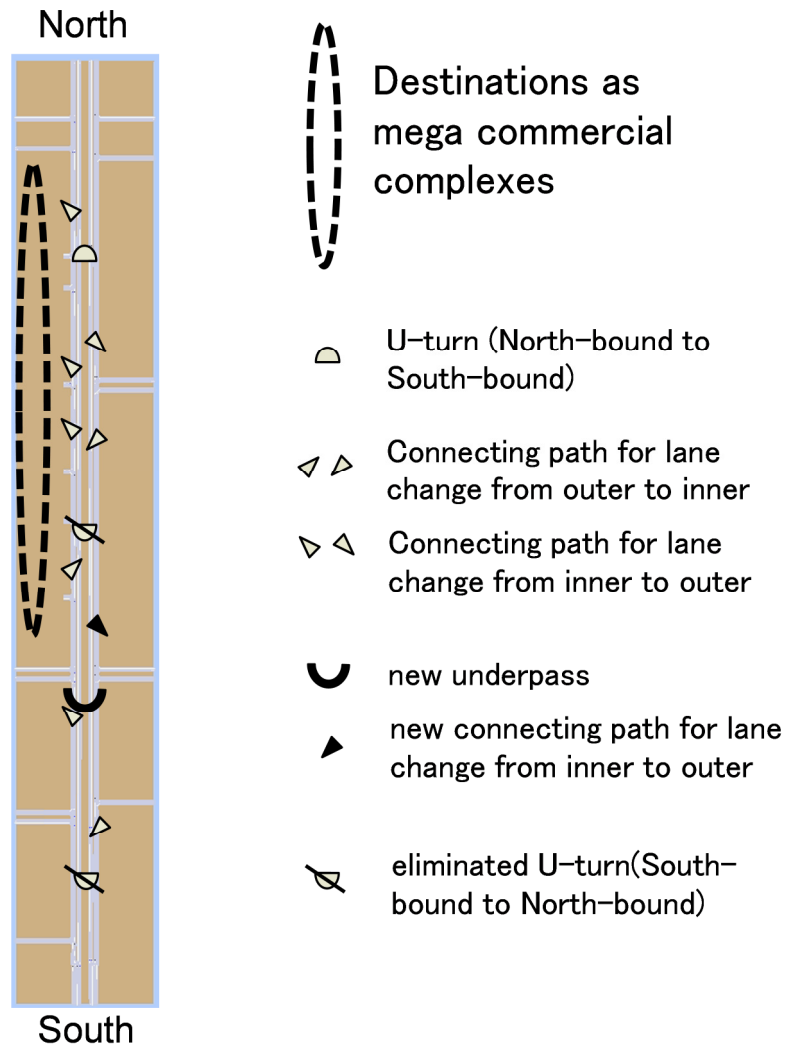 North
Destinations as
mega commercial
complexes
U-turn (North-bound to
South-bound)
Connecting path for lane
change from outer to inner
Connecting path for lane
change from inner to outer
new underpass
new connecting path for lane
change from inner to outer
eliminated U-turn(South-
bound to North-bound)
South